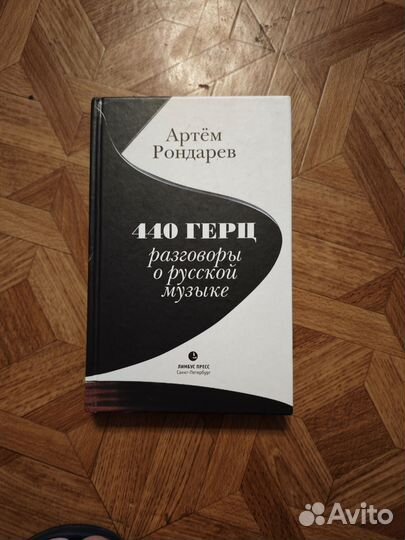 Артём
Рондарев
440 ГЕРЦ
разговоры
о русской
музыке
ЛИМБУС ПРЕСС
Санкт-Петербург
Avito